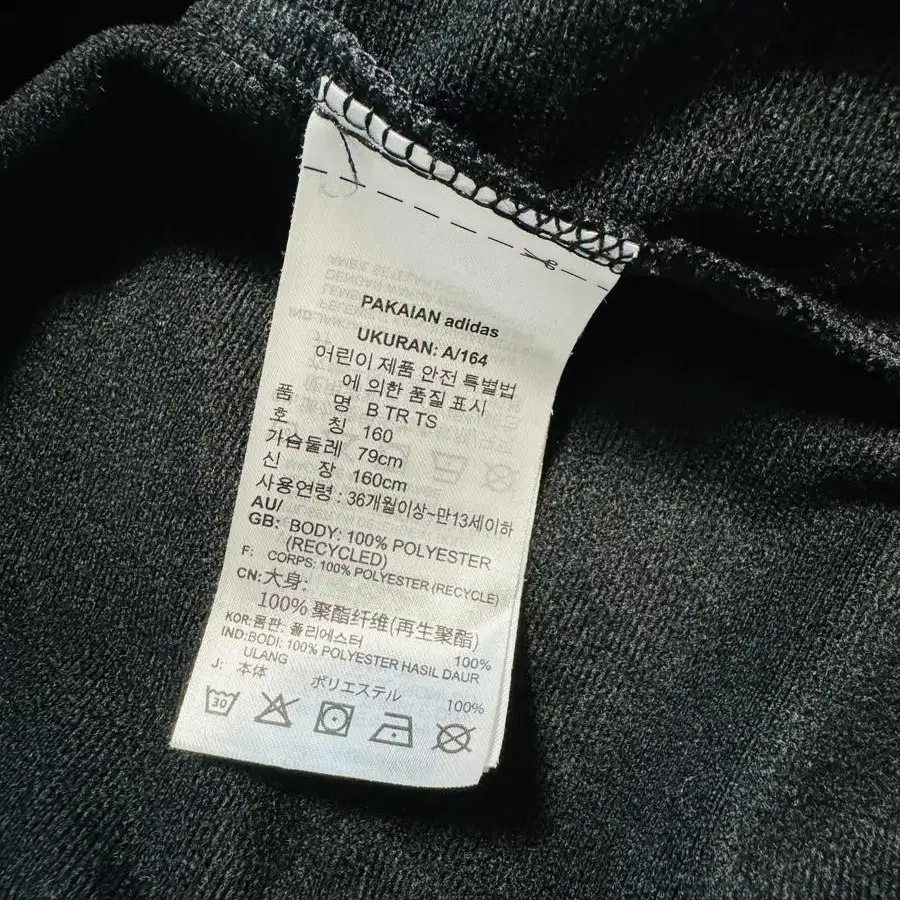 PAKAIAN adidas
UKURAN: A/164
어린이 제품 안전 특별법
에 의한 품질 표시
품 명 B TR TS
호 칭 160
가슴둘레 79cm
신 장 160cm
사용연령 : 36개월이상~만13세이하
AU/
GB: BODY: 100% POLYESTER
(RECYCLED)
F: CORPS: 100% POLYESTER (RECYCLE)
CN: 大身:
100% 聚酯纤维(再生聚酯)
KOR: 몸판: 폴리에스터 100%
IND: BODI: 100% POLYESTER HASIL DAUR
ULANG
J: 本体
ポリエステル 100%
30